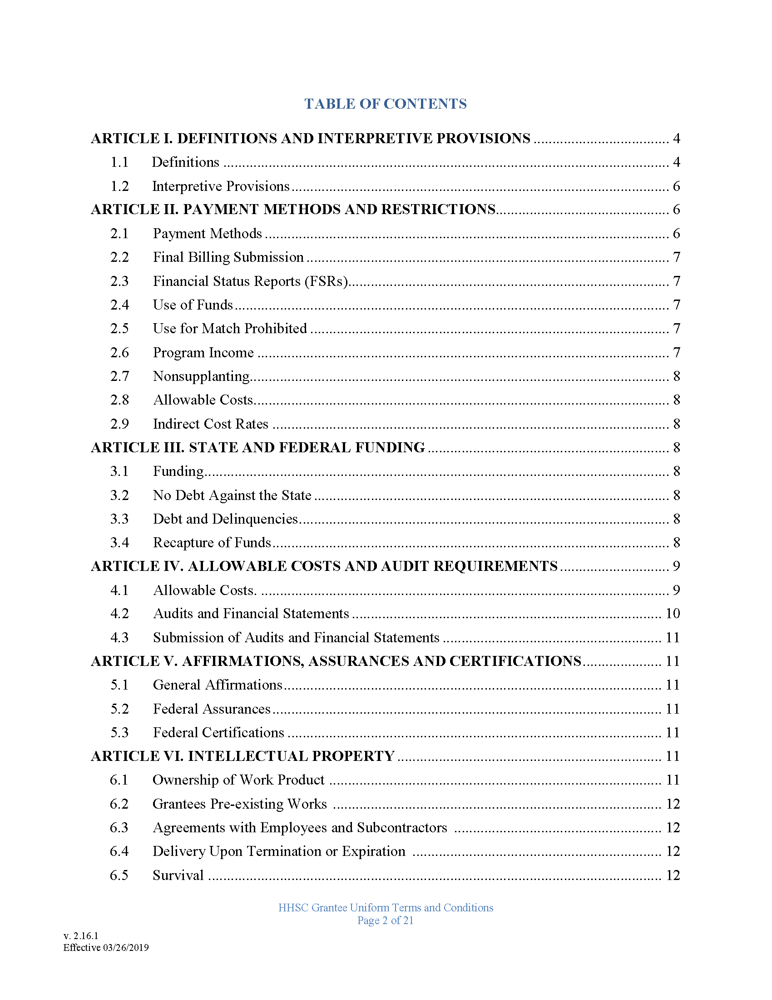 TABLE OF CONTENTS
ARTICLE I. DEFINITIONS AND INTERPRETIVE PROVISIONS .................................... 4
1.1 Definitions ........................................................................................................................ 4
1.2 Interpretive Provisions..................................................................................................... 6
ARTICLE II. PAYMENT METHODS AND RESTRICTIONS.............................................. 6
2.1 Payment Methods ............................................................................................................ 6
2.2 Final Billing Submission ................................................................................................. 7
2.3 Financial Status Reports (FSRs)...................................................................................... 7
2.4 Use of Funds.................................................................................................................... 7
2.5 Use for Match Prohibited ................................................................................................ 7
2.6 Program Income .............................................................................................................. 7
2.7 Nonsupplanting................................................................................................................ 8
2.8 Allowable Costs............................................................................................................... 8
2.9 Indirect Cost Rates .......................................................................................................... 8
ARTICLE III. STATE AND FEDERAL FUNDING ................................................................ 8
3.1 Funding............................................................................................................................ 8
3.2 No Debt Against the State ............................................................................................... 8
3.3 Debt and Delinquencies................................................................................................... 8
3.4 Recapture of Funds.......................................................................................................... 8
ARTICLE IV. ALLOWABLE COSTS AND AUDIT REQUIREMENTS ............................. 9
4.1 Allowable Costs. ............................................................................................................. 9
4.2 Audits and Financial Statements ................................................................................... 10
4.3 Submission of Audits and Financial Statements ........................................................... 11
ARTICLE V. AFFIRMATIONS, ASSURANCES AND CERTIFICATIONS..................... 11
5.1 General Affirmations..................................................................................................... 11
5.2 Federal Assurances........................................................................................................ 11
5.3 Federal Certifications .................................................................................................... 11
ARTICLE VI. INTELLECTUAL PROPERTY ...................................................................... 11
6.1 Ownership of Work Product ......................................................................................... 11
6.2 Grantees Pre-existing Works ........................................................................................ 12
6.3 Agreements with Employees and Subcontractors ........................................................ 12
6.4 Delivery Upon Termination or Expiration ................................................................... 12
6.5 Survival ......................................................................................................................... 12
HHSC Grantee Uniform Terms and Conditions
Page 2 of 21
v. 2.16.1
Effective 03/26/2019